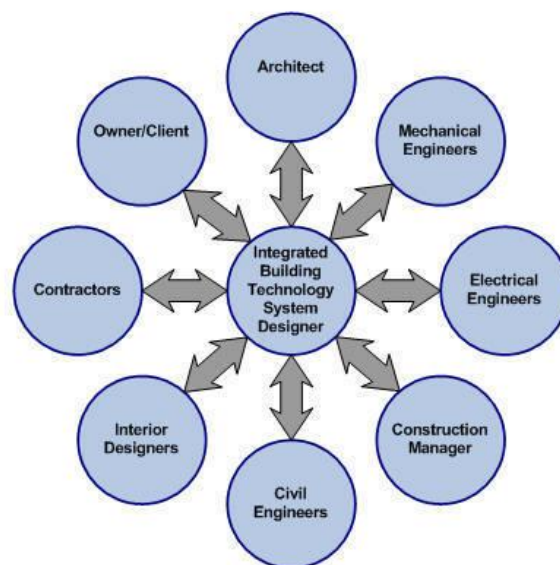 Architect
Mechanical
Engineers
Electrical
Engineers
Construction
Manager
Civil
Engineers
Interior
Designers
Contractors
Owner/Client
Integrated
Building
Technology
System
Designer